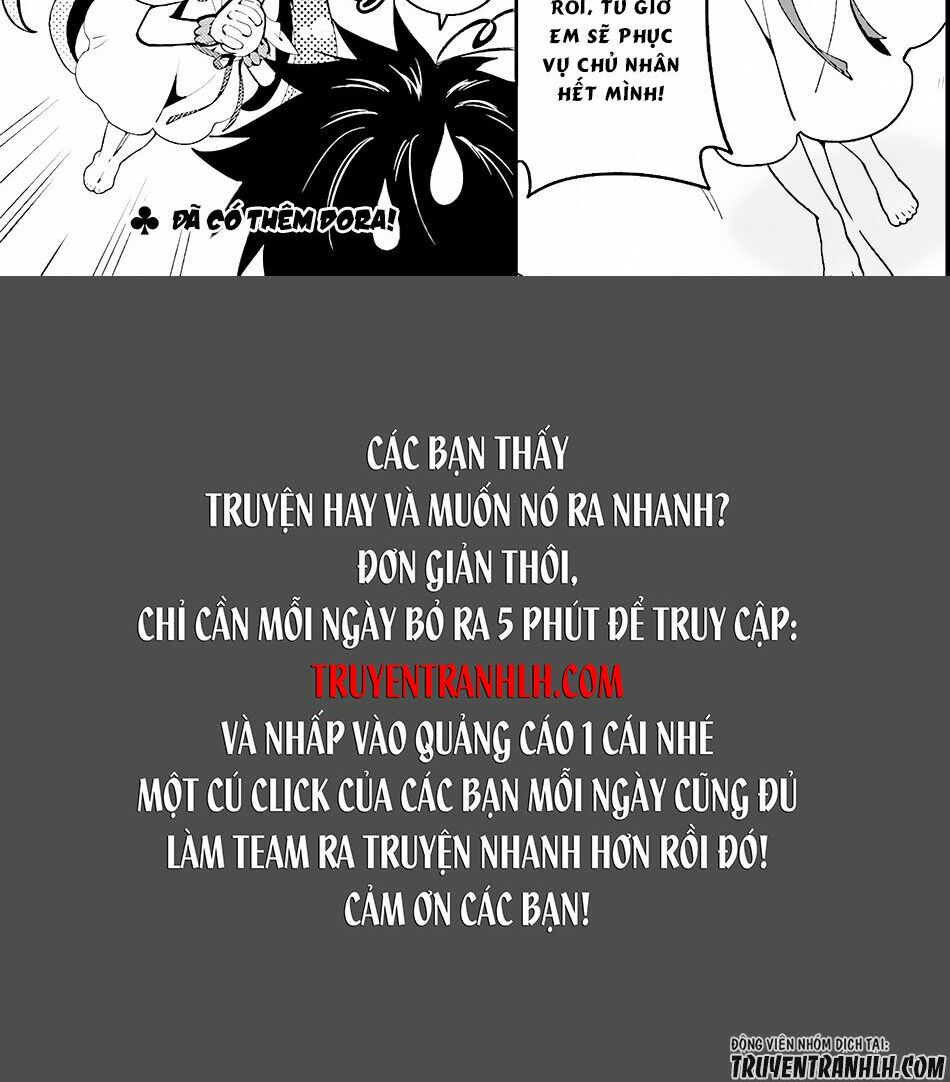 RỒI, TỪ GIỜ
EM SẼ PHỤC
VỤ CHỦ NHÂN
HẾT MÌNH!
♣ ĐÃ CÓ THÊM DORA!
CÁC BẠN THẤY
TRUYỆN HAY VÀ MUỐN NÓ RA NHANH?
ĐƠN GIẢN THÔI,
CHỈ CẦN MỖI NGÀY BỎ RA 5 PHÚT ĐỂ TRUY CẬP:
TRUYENTRANHLH.COM
VÀ NHẤP VÀO QUẢNG CÁO 1 CÁI NHÉ
MỘT CÚ CLICK CỦA CÁC BẠN MỖI NGÀY CŨNG ĐỦ
LÀM TEAM RA TRUYỆN NHANH HƠN RỒI ĐÓ!
CẢM ƠN CÁC BẠN!
ĐỘNG VIÊN NHÓM DỊCH TẠI:
TRUYENTRANHLH.COM